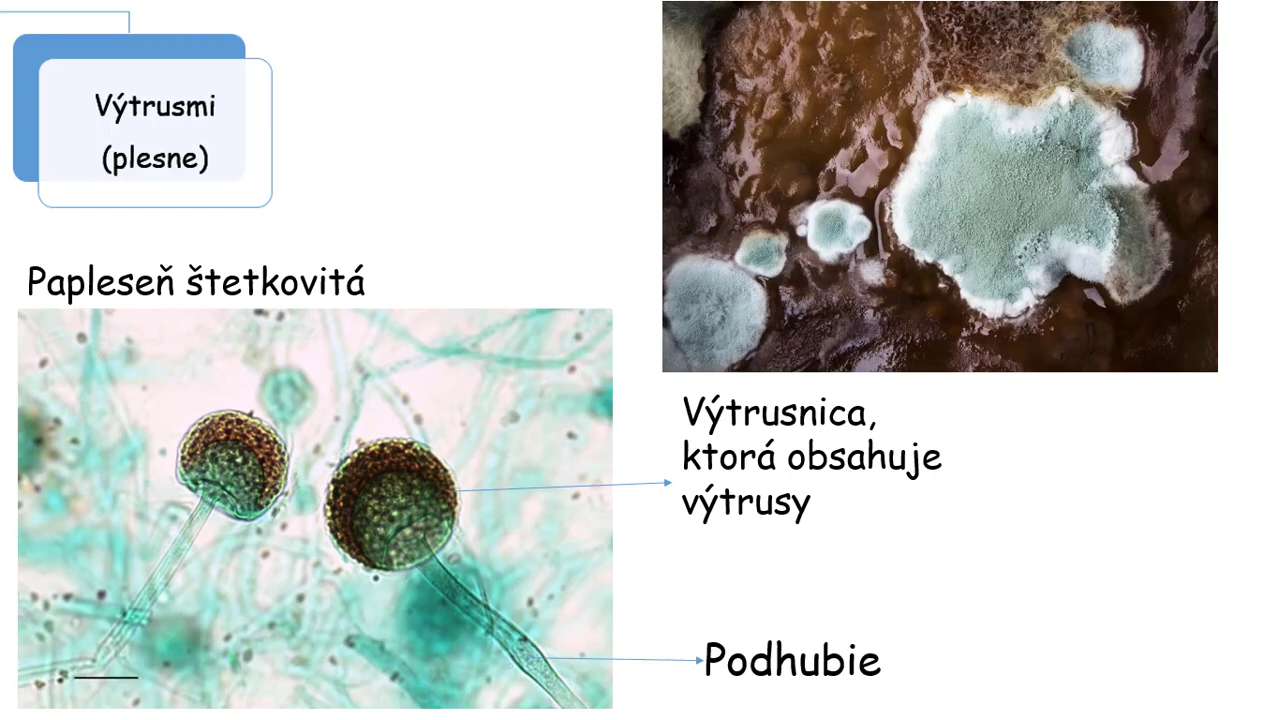 Výtrusmi
(plesne)
Papleseň štetkovitá
Výtrusnica,
ktorá obsahuje
výtrusy
Podhubie